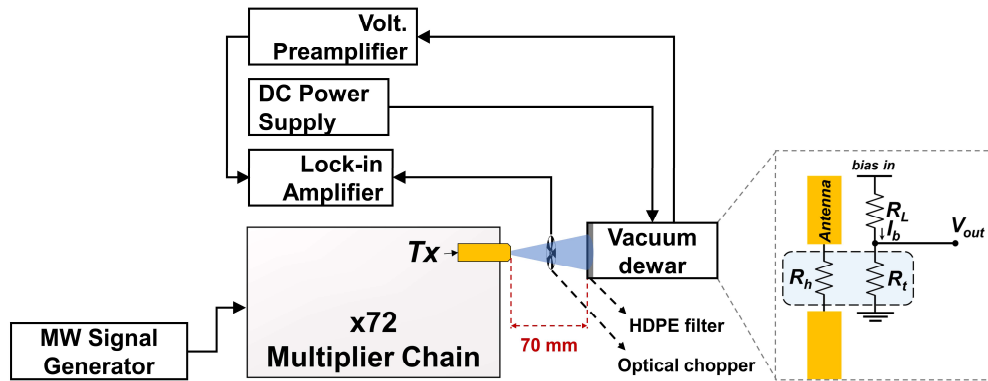 Volt.
Preamplifier
DC Power
Supply
Lock-in
Amplifier
Tx
Vacuum
dewar
x72
Multiplier Chain
MW Signal
Generator
70 mm
HDPE filter
Optical chopper
bias in
Antenna
R_L
I_b
V_out
R_h
R_t